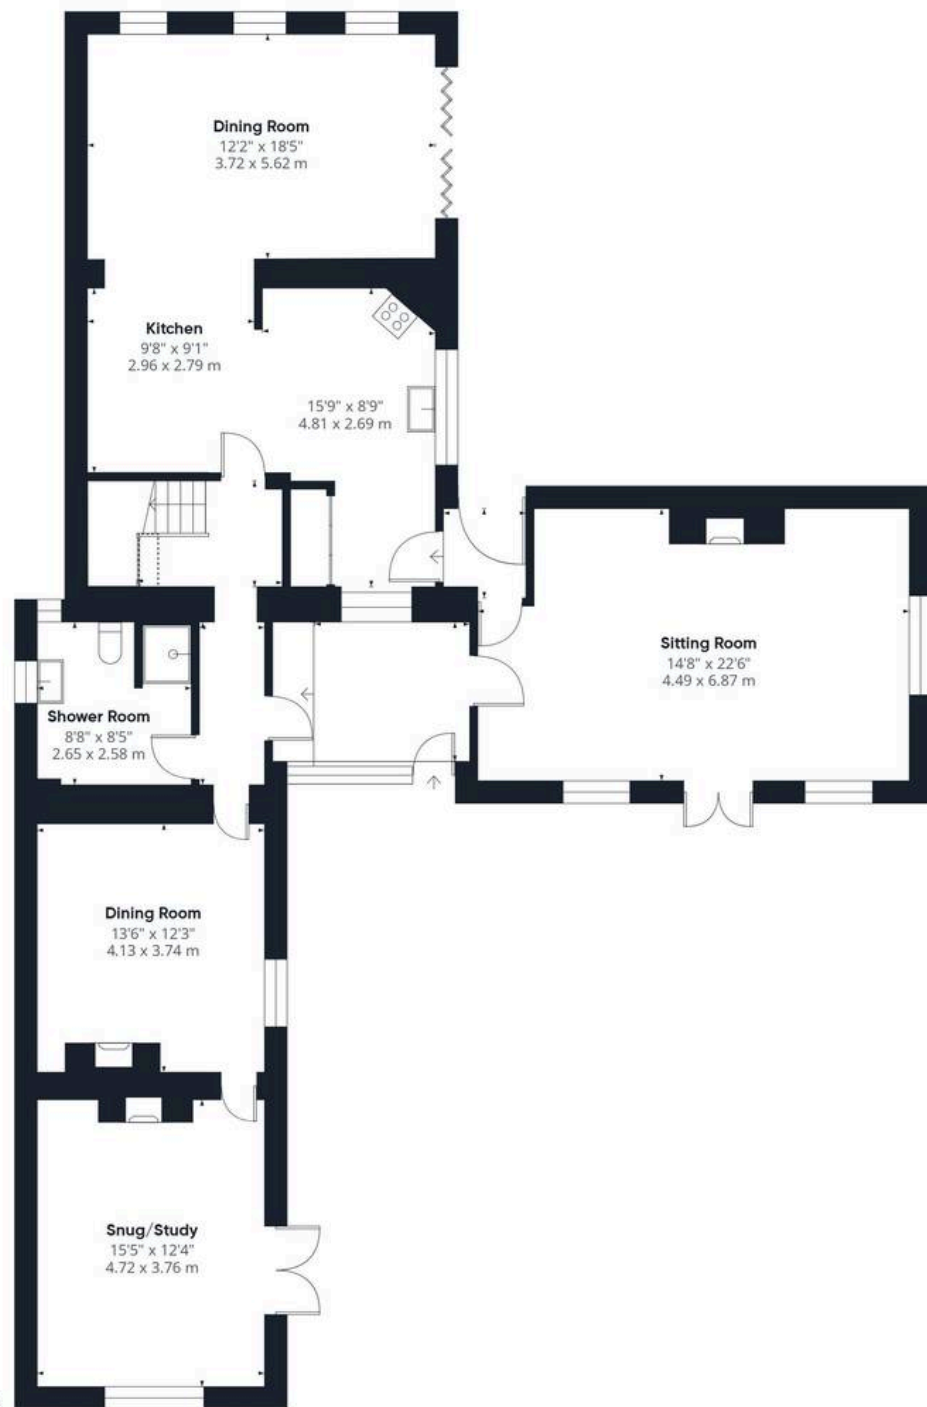 Dining Room
12'2" x 18'5"
3.72 x 5.62 m
Kitchen
9'8" x 9'1"
2.96 x 2.79 m
15'9" x 8'9"
4.81 x 2.69 m
Sitting Room
14'8" x 22'6"
4.49 x 6.87 m
Shower Room
8'8" x 8'5"
2.65 x 2.58 m
Dining Room
13'6" x 12'3"
4.13 x 3.74 m
Snug/Study
15'5" x 12'4"
4.72 x 3.76 m